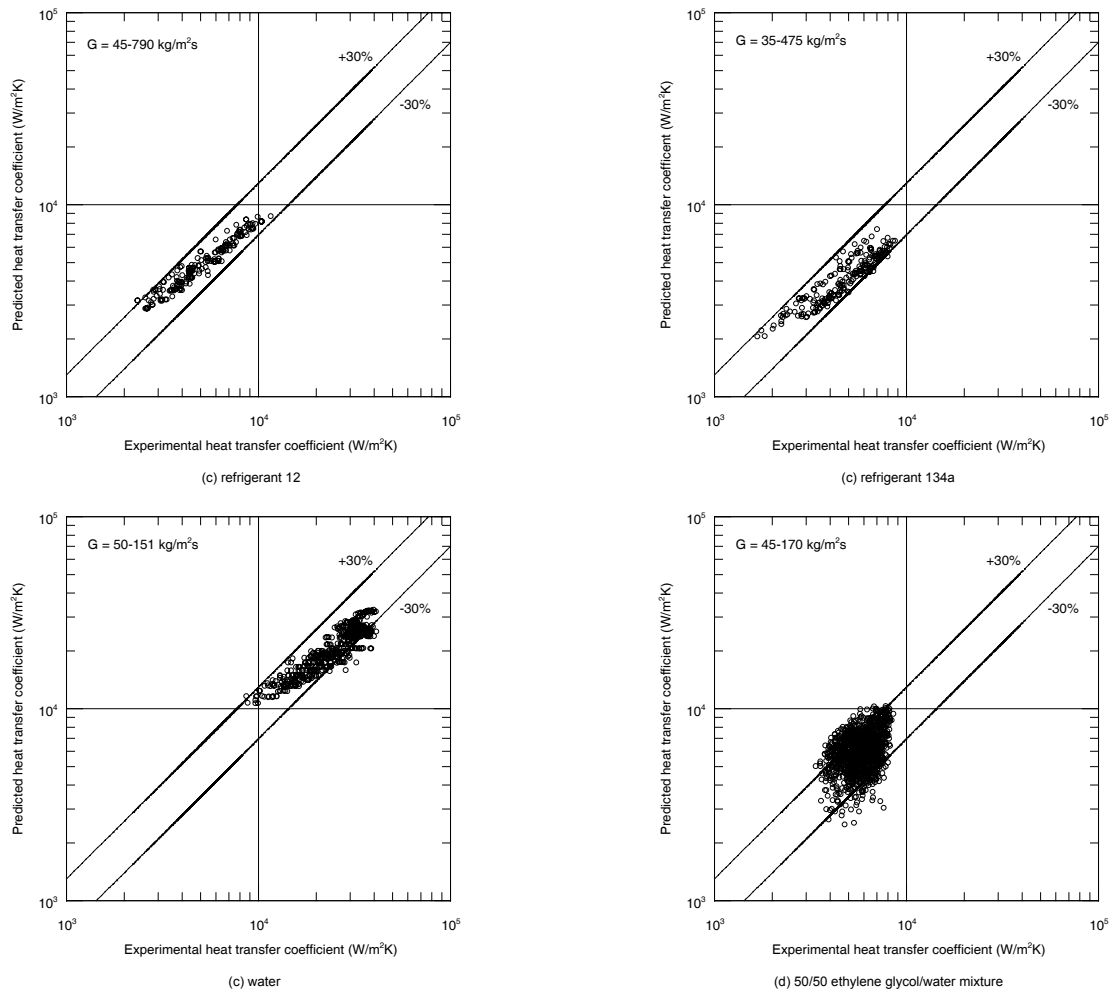 10⁵
G = 45-790 kg/m²s
+30%
-30%
10⁴
10³
10³
10⁴
10⁵
Predicted heat transfer coefficient (W/m²K)
Experimental heat transfer coefficient (W/m²K)
(c) refrigerant 12
10⁵
G = 35-475 kg/m²s
+30%
-30%
10⁴
10³
10³
10⁴
10⁵
Predicted heat transfer coefficient (W/m²K)
Experimental heat transfer coefficient (W/m²K)
(c) refrigerant 134a
10⁵
G = 50-151 kg/m²s
+30%
-30%
10⁴
10³
10³
10⁴
10⁵
Predicted heat transfer coefficient (W/m²K)
Experimental heat transfer coefficient (W/m²K)
(c) water
10⁵
G = 45-170 kg/m²s
+30%
-30%
10⁴
10³
10³
10⁴
10⁵
Predicted heat transfer coefficient (W/m²K)
Experimental heat transfer coefficient (W/m²K)
(d) 50/50 ethylene glycol/water mixture